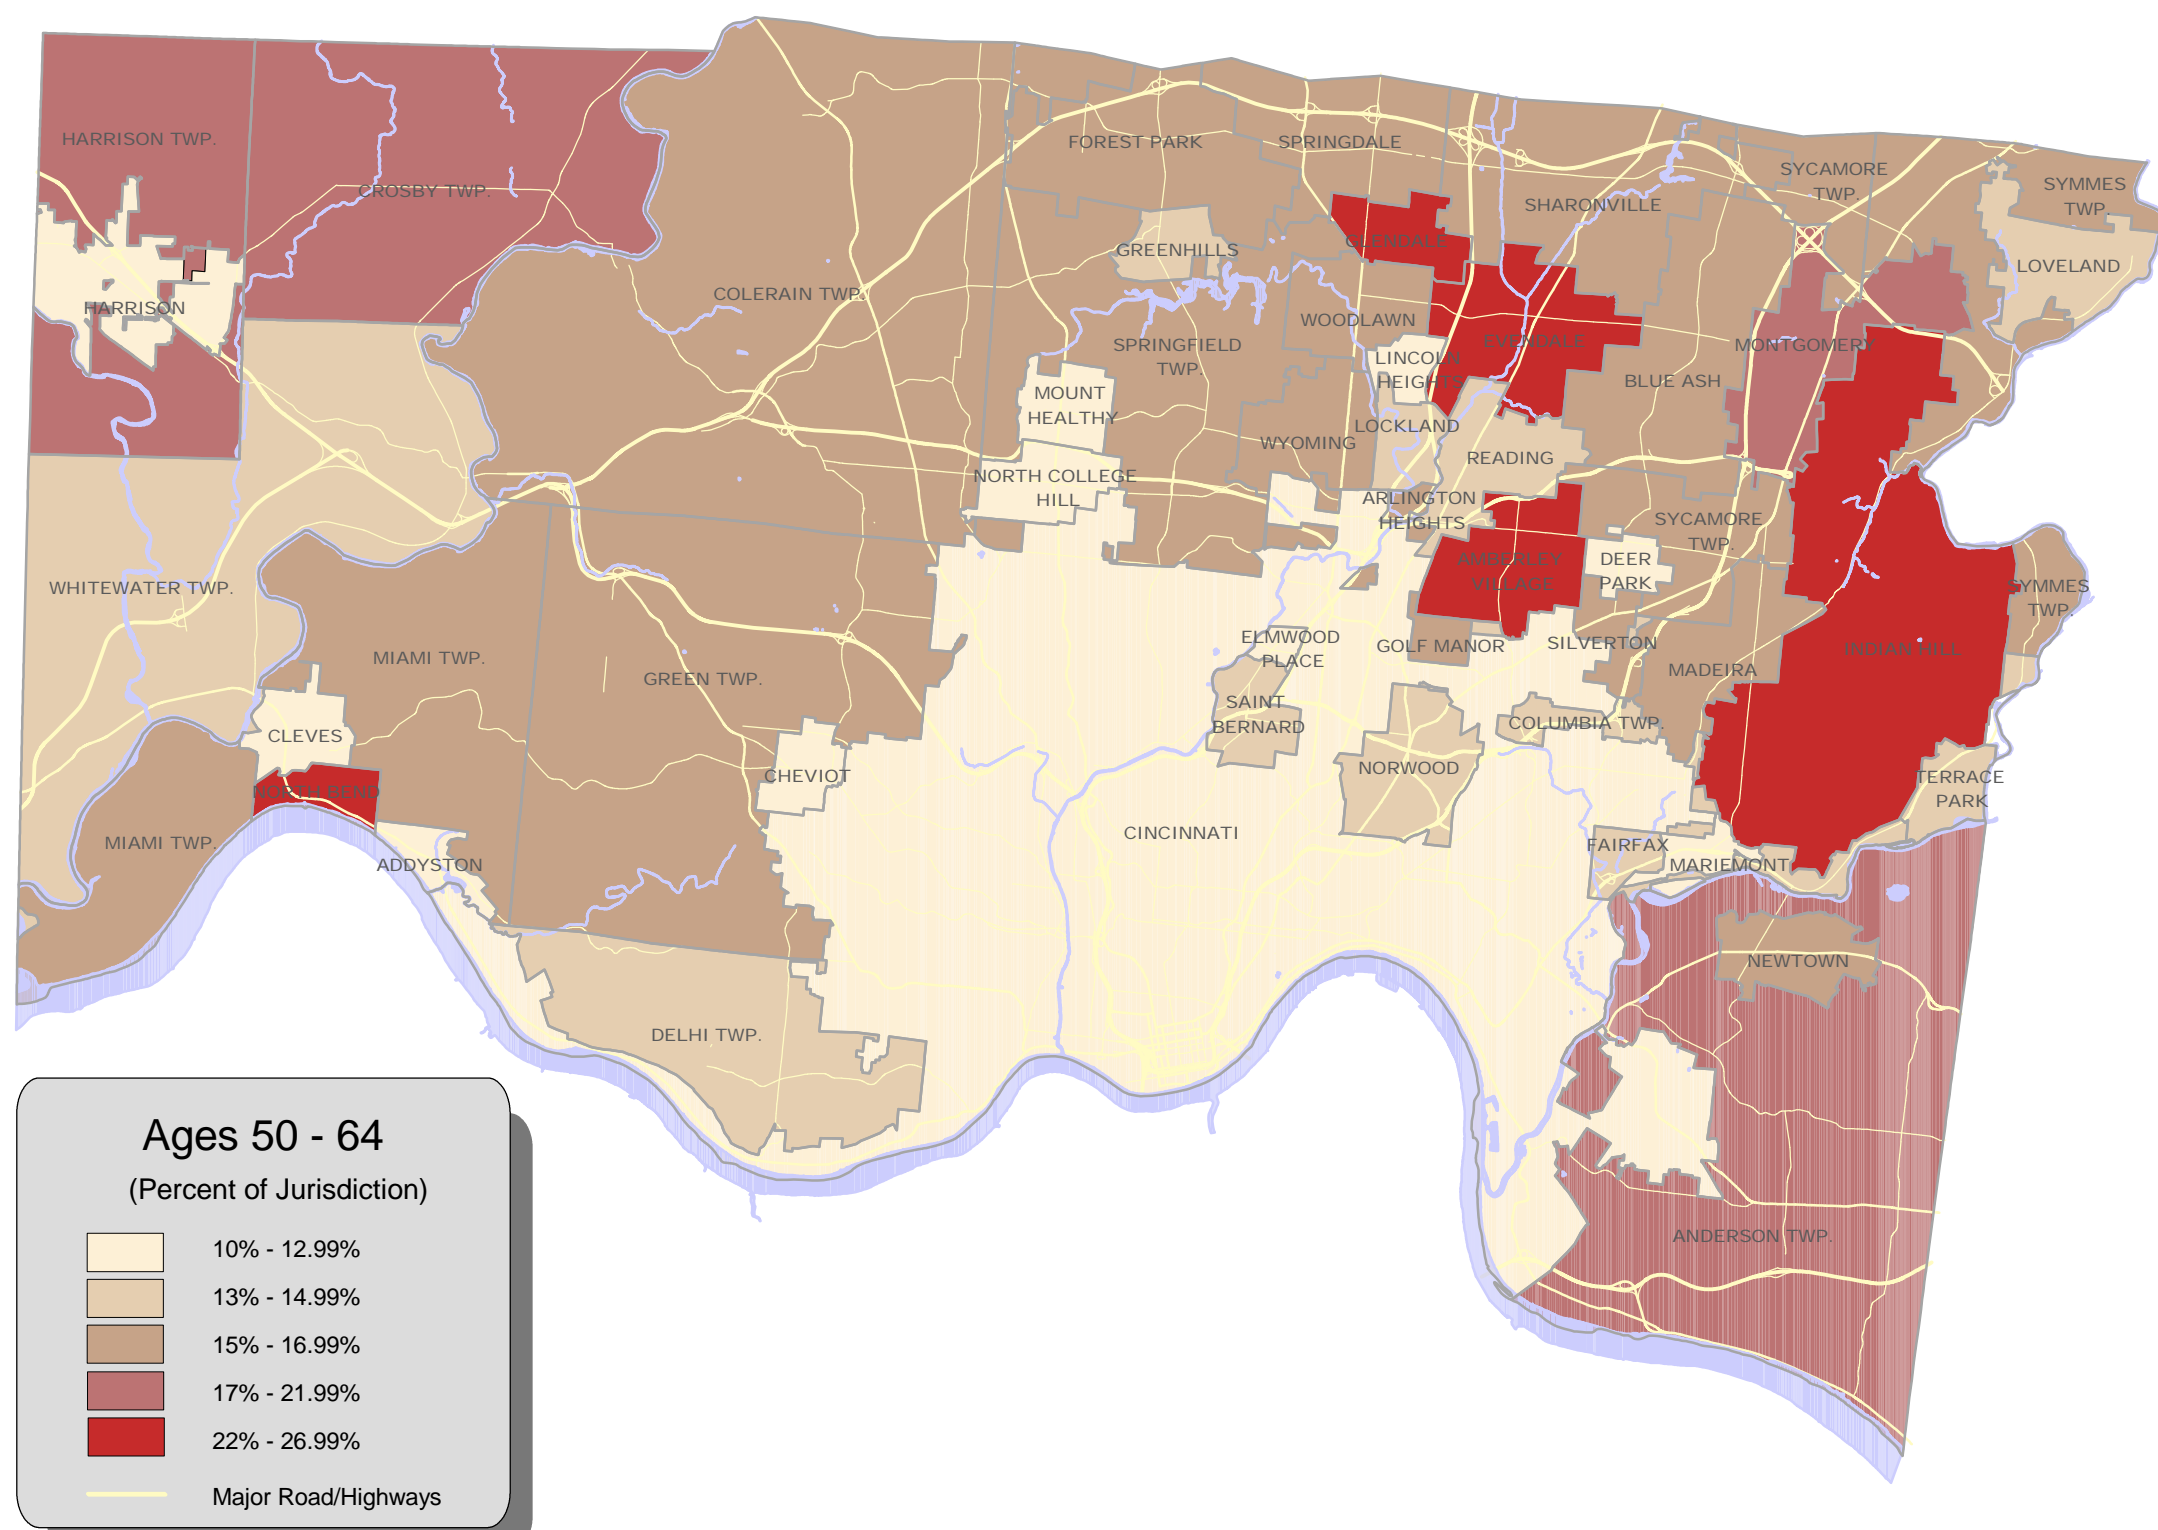 HARRISON TWP.
CROSBY TWP.
FOREST PARK
SPRINGDALE
SYCAMORE
TWP.
SYMMES
TWP.
SHARONVILLE
GREENHILLS
GLENDALE
LOVELAND
COLERAIN TWP.
HARRISON
WOODLAWN
SPRINGFIELD
TWP.
EVENDALE
MONTGOMERY
LINCOLN
HEIGHTS
BLUE ASH
MOUNT
HEALTHY
LOCKLAND
WYOMING
READING
NORTH COLLEGE
HILL
ARLINGTON
HEIGHTS
SYCAMORE
TWP.
AMBERLEY
VILLAGE
DEER
PARK
WHITEWATER TWP.
SYMMES
TWP.
ELMWOOD
PLACE
GOLF MANOR
SILVERTON
INDIAN HILL
MIAMI TWP.
GREEN TWP.
MADEIRA
SAINT
BERNARD
COLUMBIA TWP.
CLEVES
CHEVIOT
NORWOOD
TERRACE
PARK
NORTH BEND
CINCINNATI
MIAMI TWP.
FAIRFAX
ADDYSTON
MARIEMONT
NEWTOWN
DELHI TWP.
ANDERSON TWP.
Ages 50 - 64
(Percent of Jurisdiction)
10% - 12.99%
13% - 14.99%
15% - 16.99%
17% - 21.99%
22% - 26.99%
Major Road/Highways